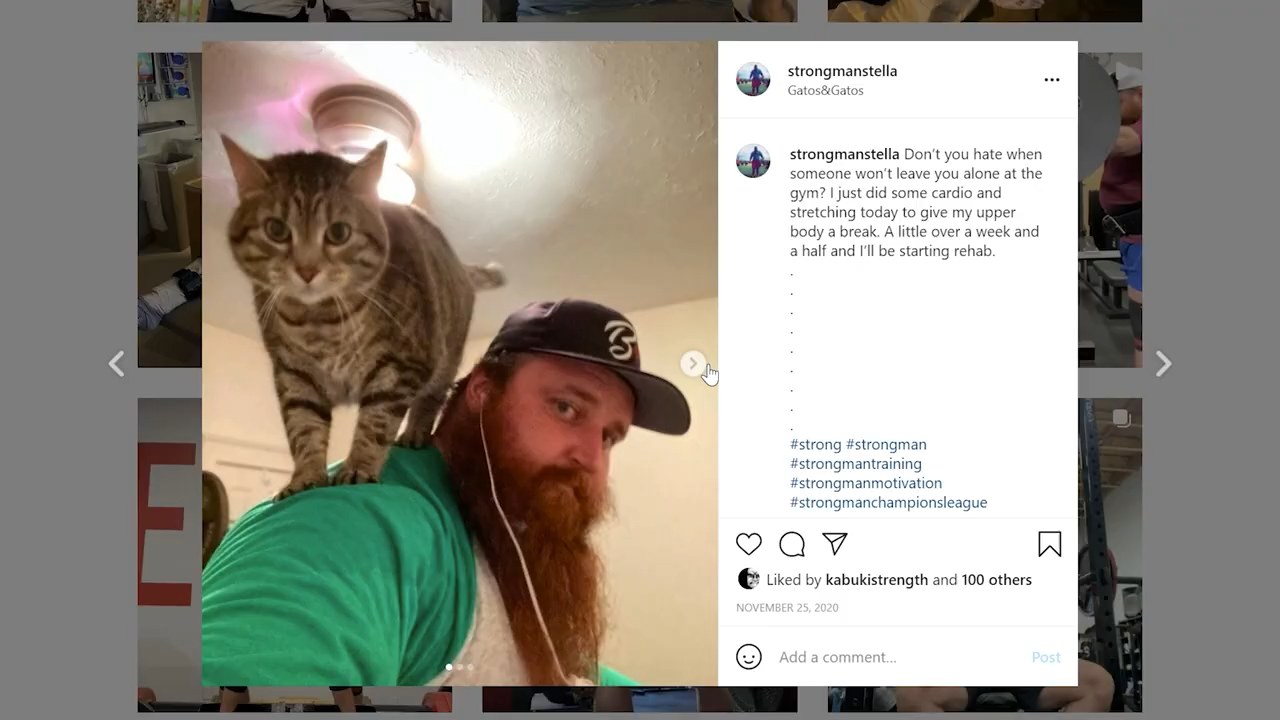 strongmanstella
Gatos&Gatos
strongmanstella Don't you hate when
someone won't leave you alone at the
gym? I just did some cardio and
stretching today to give my upper
body a break. A little over a week and
a half and I'll be starting rehab.
.
.
.
.
.
.
.
.
.
#strong #strongman
#strongmantraining
#strongmanmotivation
#strongmanchampionsleague
Liked by kabukistrength and 100 others
NOVEMBER 25, 2020
Add a comment... Post
E
B